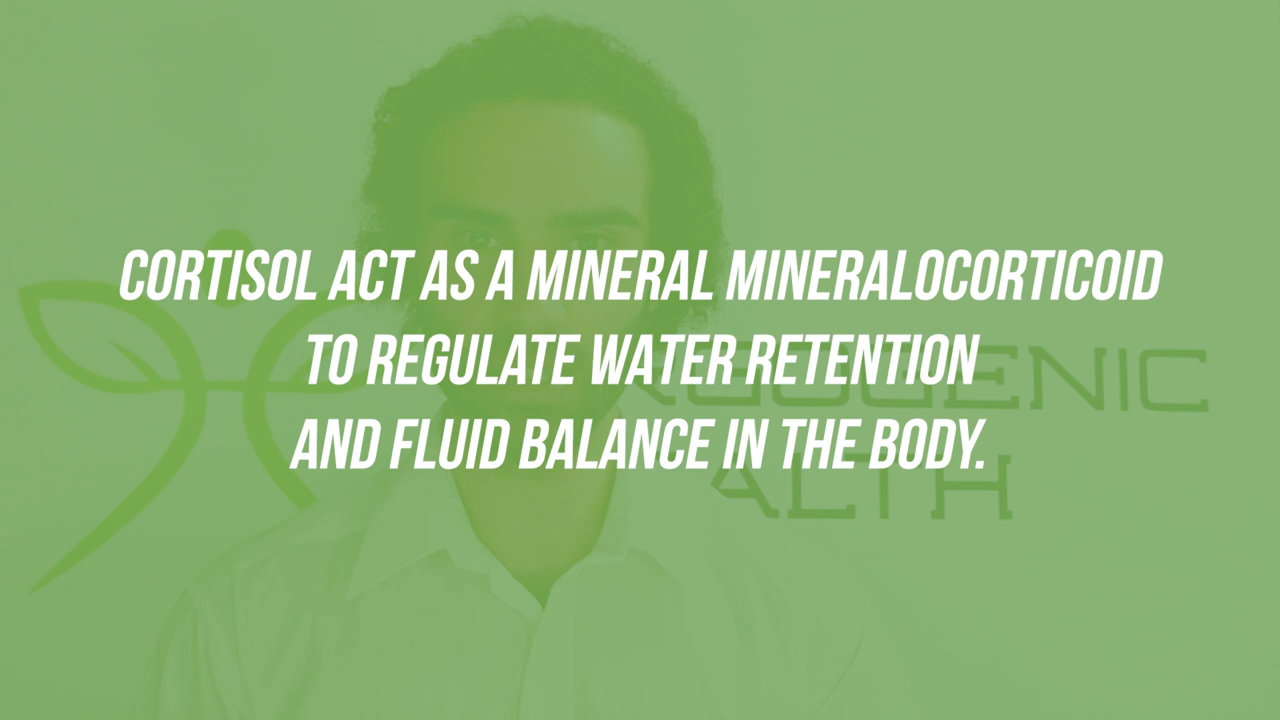 CORTISOL ACT AS A MINERAL MINERALOCORTICOID
TO REGULATE WATER RETENTION
AND FLUID BALANCE IN THE BODY.